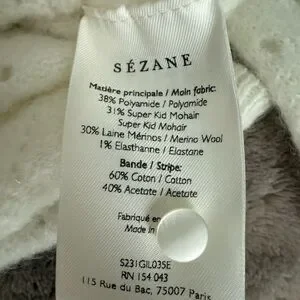 SÉZANE
Matière principale / Main fabric:
38% Polyamide / Polyamide
31% Super Kid Mohair
Super Kid Mohair
30% Laine Mérinos / Merino Wool
1% Elasthanne / Elastane
Bande / Stripe:
60% Coton / Cotton
40% Acetate / Acetate
Fabriqué en
Made in
S231GIL035E
RN 154.043
115 Rue du Bac, 75007 Paris